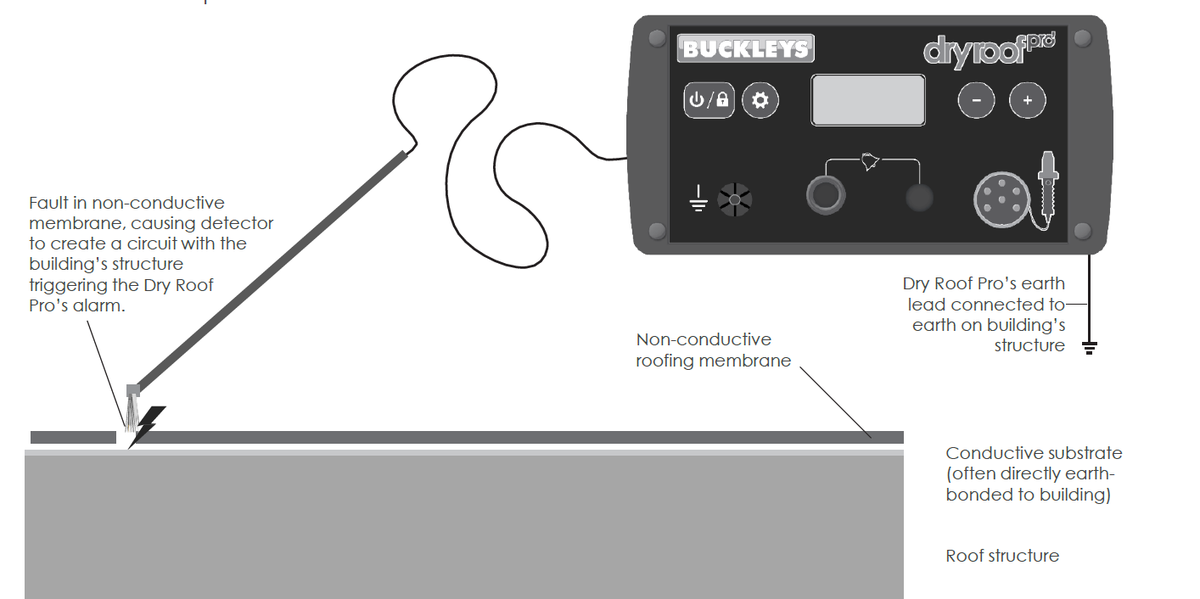 BUCKLEYS
dryroof pro
Fault in non-conductive
membrane, causing detector
to create a circuit with the
building's structure
triggering the Dry Roof
Pro's alarm.
Dry Roof Pro's earth
lead connected to
earth on building's
structure
Non-conductive
roofing membrane
Conductive substrate
(often directly earth-
bonded to building)
Roof structure